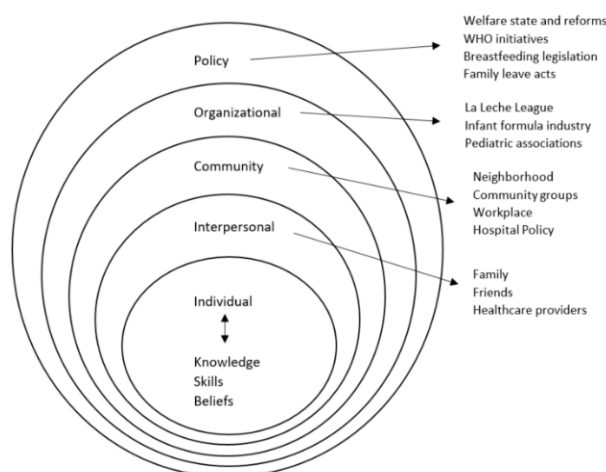 Policy
Welfare state and reforms
WHO initiatives
Breastfeeding legislation
Family leave acts
Organizational
La Leche League
Infant formula industry
Pediatric associations
Community
Neighborhood
Community groups
Workplace
Hospital Policy
Interpersonal
Family
Friends
Healthcare providers
Individual
Knowledge
Skills
Beliefs